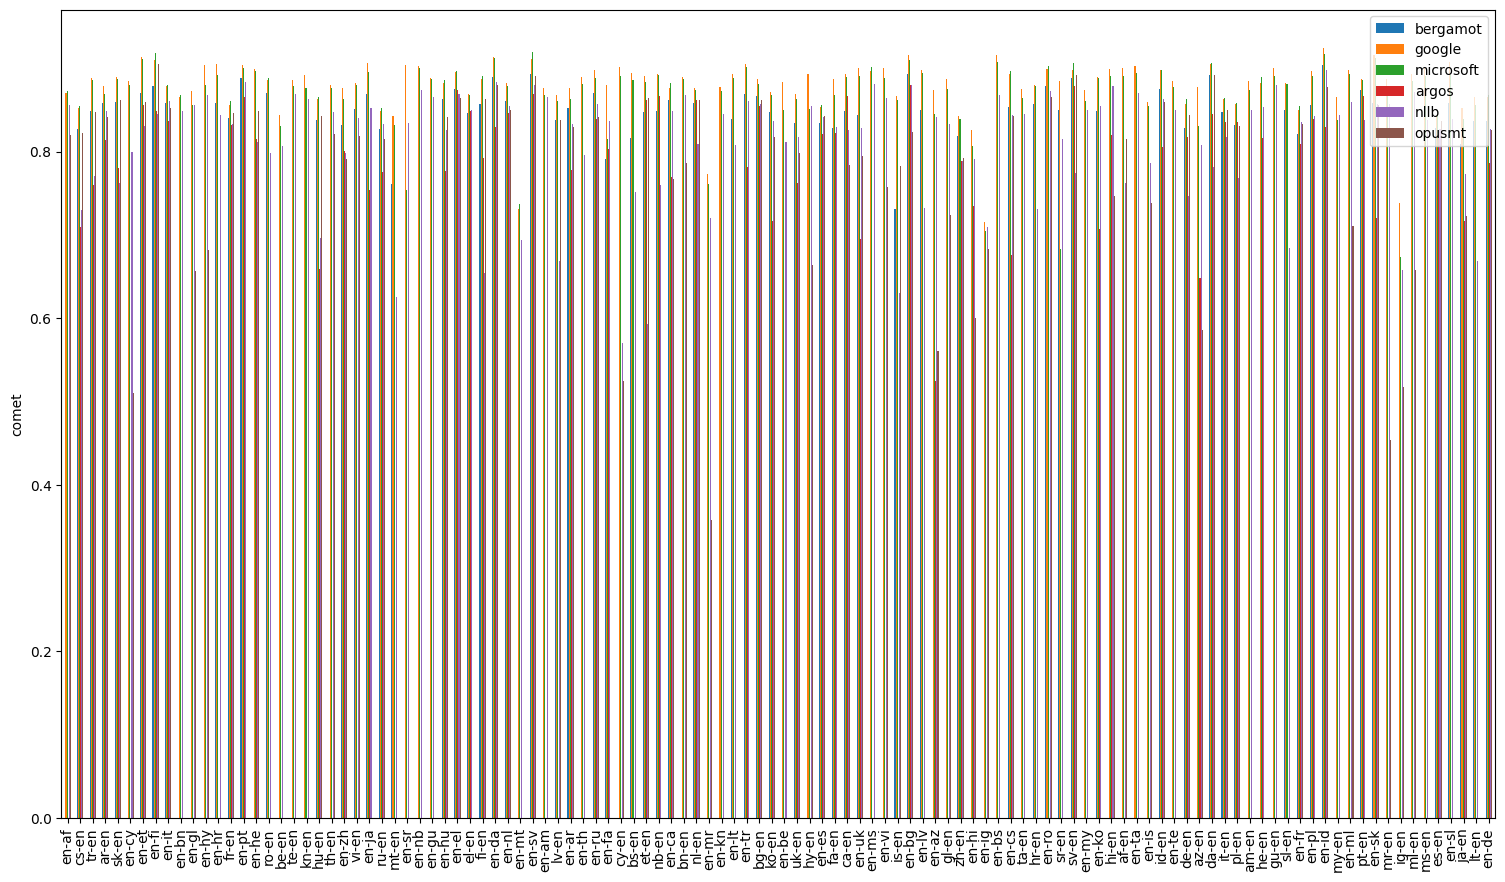 bergamot
google
microsoft
argos
nllb
opusmt
0.8
0.6
comet
0.4
0.2
0.0
en-af
cs-en
tr-en
ar-en
sk-en
en-cy
en-et
en-fi
en-it
en-bn
en-gl
en-hy
en-hr
fr-en
en-pt
en-he
ro-en
be-en
te-en
kn-en
hu-en
th-en
en-zh
vi-en
en-ja
ru-en
mt-en
en-sr
en-nb
en-gu
en-hu
en-el
el-en
fi-en
en-da
en-nl
en-mt
en-sv
en-am
lv-en
en-ar
en-th
en-ru
en-fa
cy-en
bs-en
et-en
nb-en
en-ca
bn-en
nl-en
en-mr
en-kn
en-lt
en-tr
bg-en
ko-en
en-be
uk-en
hy-en
en-es
fa-en
ca-en
en-uk
en-ms
en-vi
is-en
en-bg
en-lv
en-az
gl-en
zh-en
en-hi
en-ig
en-bs
en-cs
ta-en
hr-en
en-ro
sr-en
sv-en
en-my
en-ko
hi-en
af-en
en-ta
en-is
id-en
en-te
de-en
az-en
da-en
it-en
pl-en
am-en
he-en
gu-en
sl-en
en-fr
en-pl
en-id
my-en
en-ml
pt-en
en-sk
mr-en
ig-en
ml-en
ms-en
es-en
en-sl
ja-en
lt-en
en-de